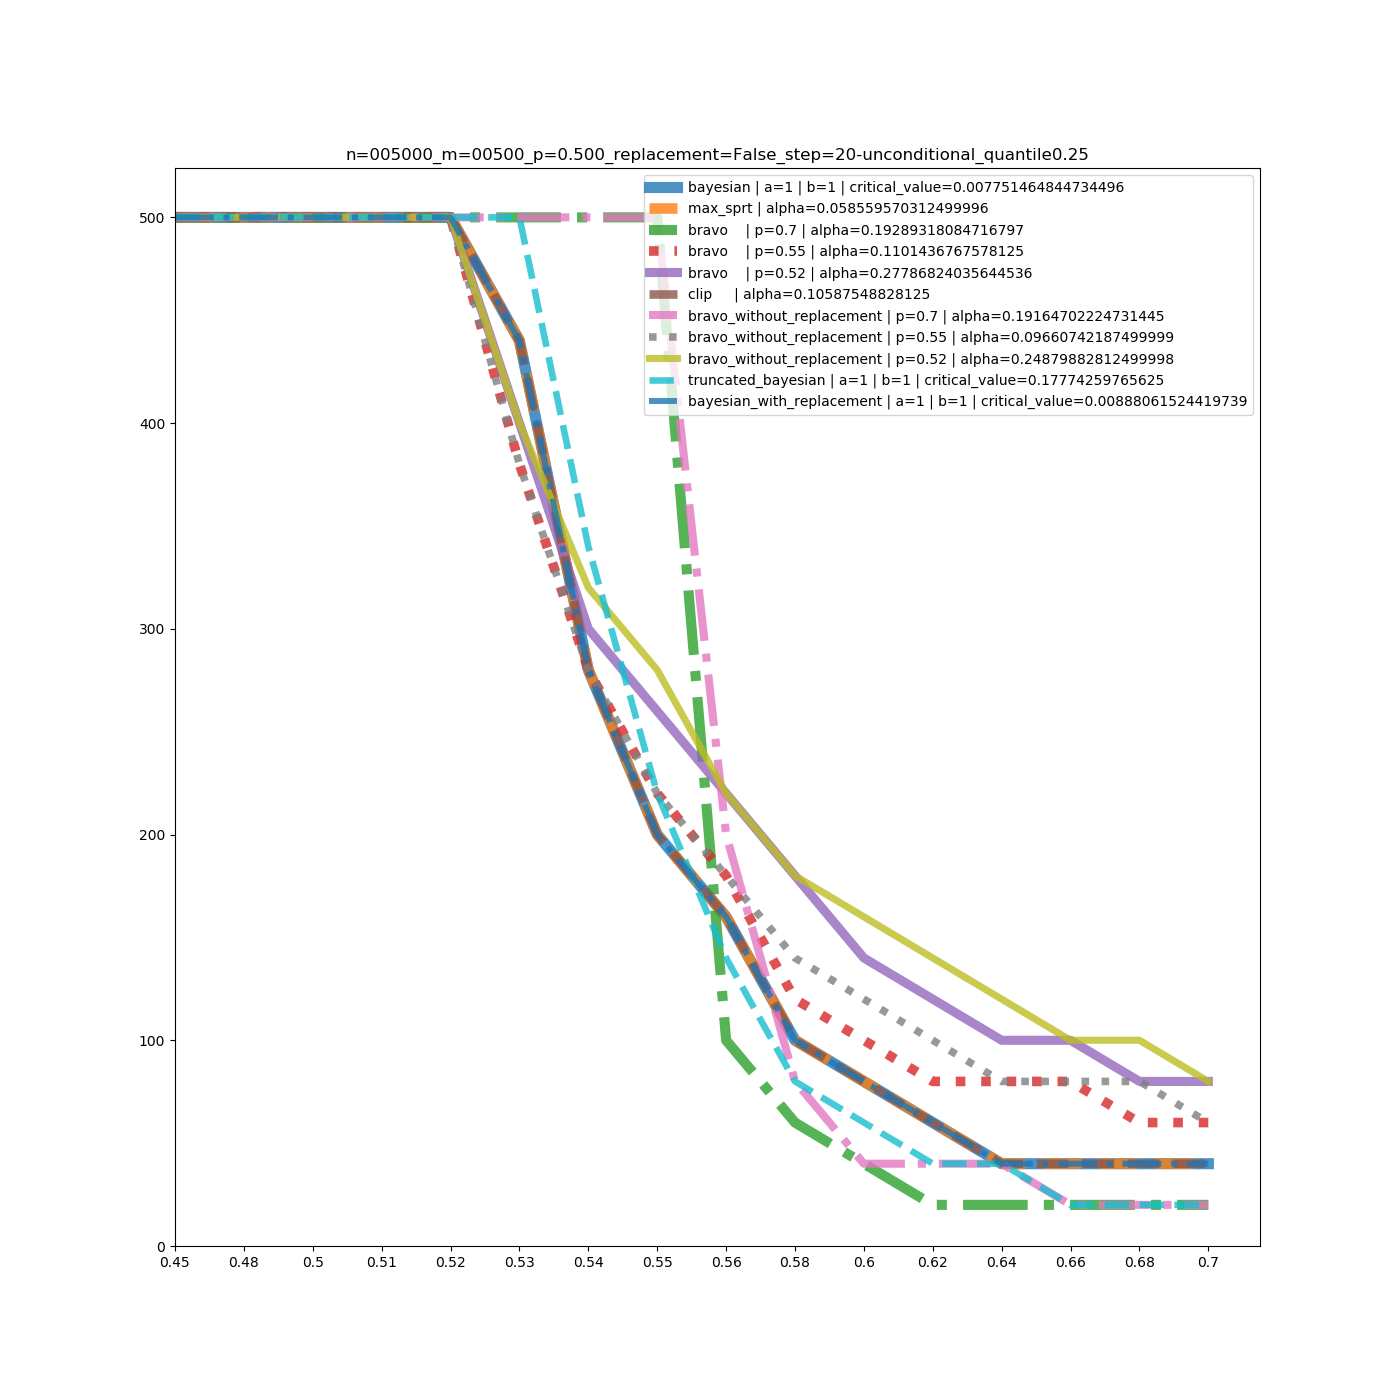 n=005000_m=00500_p=0.500_replacement=False_step=20-unconditional_quantile0.25
bayesian | a=1 | b=1 | critical_value=0.007751464844734496
max_sprt | alpha=0.058559570312499996
bravo | p=0.7 | alpha=0.19289318084716797
bravo | p=0.55 | alpha=0.1101436767578125
bravo | p=0.52 | alpha=0.27786824035644536
clip | alpha=0.10587548828125
bravo_without_replacement | p=0.7 | alpha=0.19164702224731445
bravo_without_replacement | p=0.55 | alpha=0.09660742187499999
bravo_without_replacement | p=0.52 | alpha=0.24879882812499998
truncated_bayesian | a=1 | b=1 | critical_value=0.17774259765625
bayesian_with_replacement | a=1 | b=1 | critical_value=0.00888061524419739
500
400
300
200
100
0
0.45 0.48 0.5 0.51 0.52 0.53 0.54 0.55 0.56 0.58 0.6 0.62 0.64 0.66 0.68 0.7